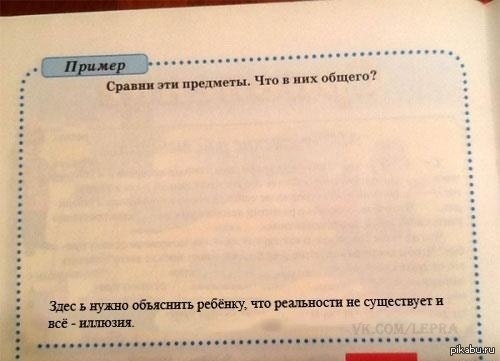 Пример
Сравни эти предметы. Что в них общего?
Здес ь нужно объяснить ребёнку, что реальности не существует и
всё - иллюзия.
VK.COM/LEPRA
pikabu.ru